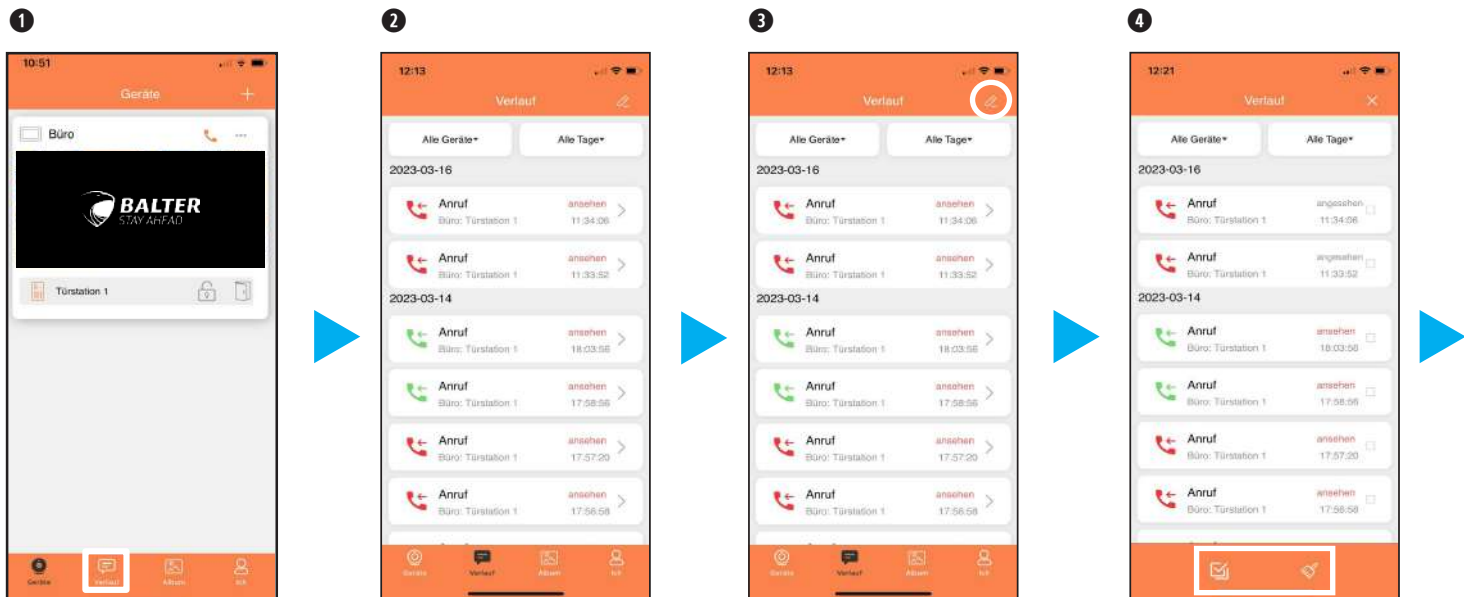 ❶
10:51
Geräte
+
Büro
BALTER
STAY AHEAD
Türstation 1
Geräte
Verlauf
Album
Ich
❷
12:13
Verlauf
Alle Geräte
Alle Tage
2023-03-16
Anruf
ansehen
Büro: Türstation 1
11:34:06
Anruf
ansehen
Büro: Türstation 1
11:33:52
2023-03-14
Anruf
ansehen
Büro: Türstation 1
18:03:56
Anruf
ansehen
Büro: Türstation 1
17:58:56
Anruf
ansehen
Büro: Türstation 1
17:57:20
Anruf
ansehen
Büro: Türstation 1
17:56:58
Geräte
Verlauf
Album
Ich
❸
12:13
Verlauf
Alle Geräte
Alle Tage
2023-03-16
Anruf
ansehen
Büro: Türstation 1
11:34:06
Anruf
ansehen
Büro: Türstation 1
11:33:52
2023-03-14
Anruf
ansehen
Büro: Türstation 1
18:03:56
Anruf
ansehen
Büro: Türstation 1
17:58:56
Anruf
ansehen
Büro: Türstation 1
17:57:20
Anruf
ansehen
Büro: Türstation 1
17:56:58
Geräte
Verlauf
Album
Ich
❹
12:21
Verlauf
Alle Geräte
Alle Tage
2023-03-16
Anruf
angesehen
Büro: Türstation 1
11:34:06
Anruf
angesehen
Büro: Türstation 1
11:33:52
2023-03-14
Anruf
ansehen
Büro: Türstation 1
18:03:56
Anruf
ansehen
Büro: Türstation 1
17:58:56
Anruf
ansehen
Büro: Türstation 1
17:57:20
Anruf
ansehen
Büro: Türstation 1
17:56:58